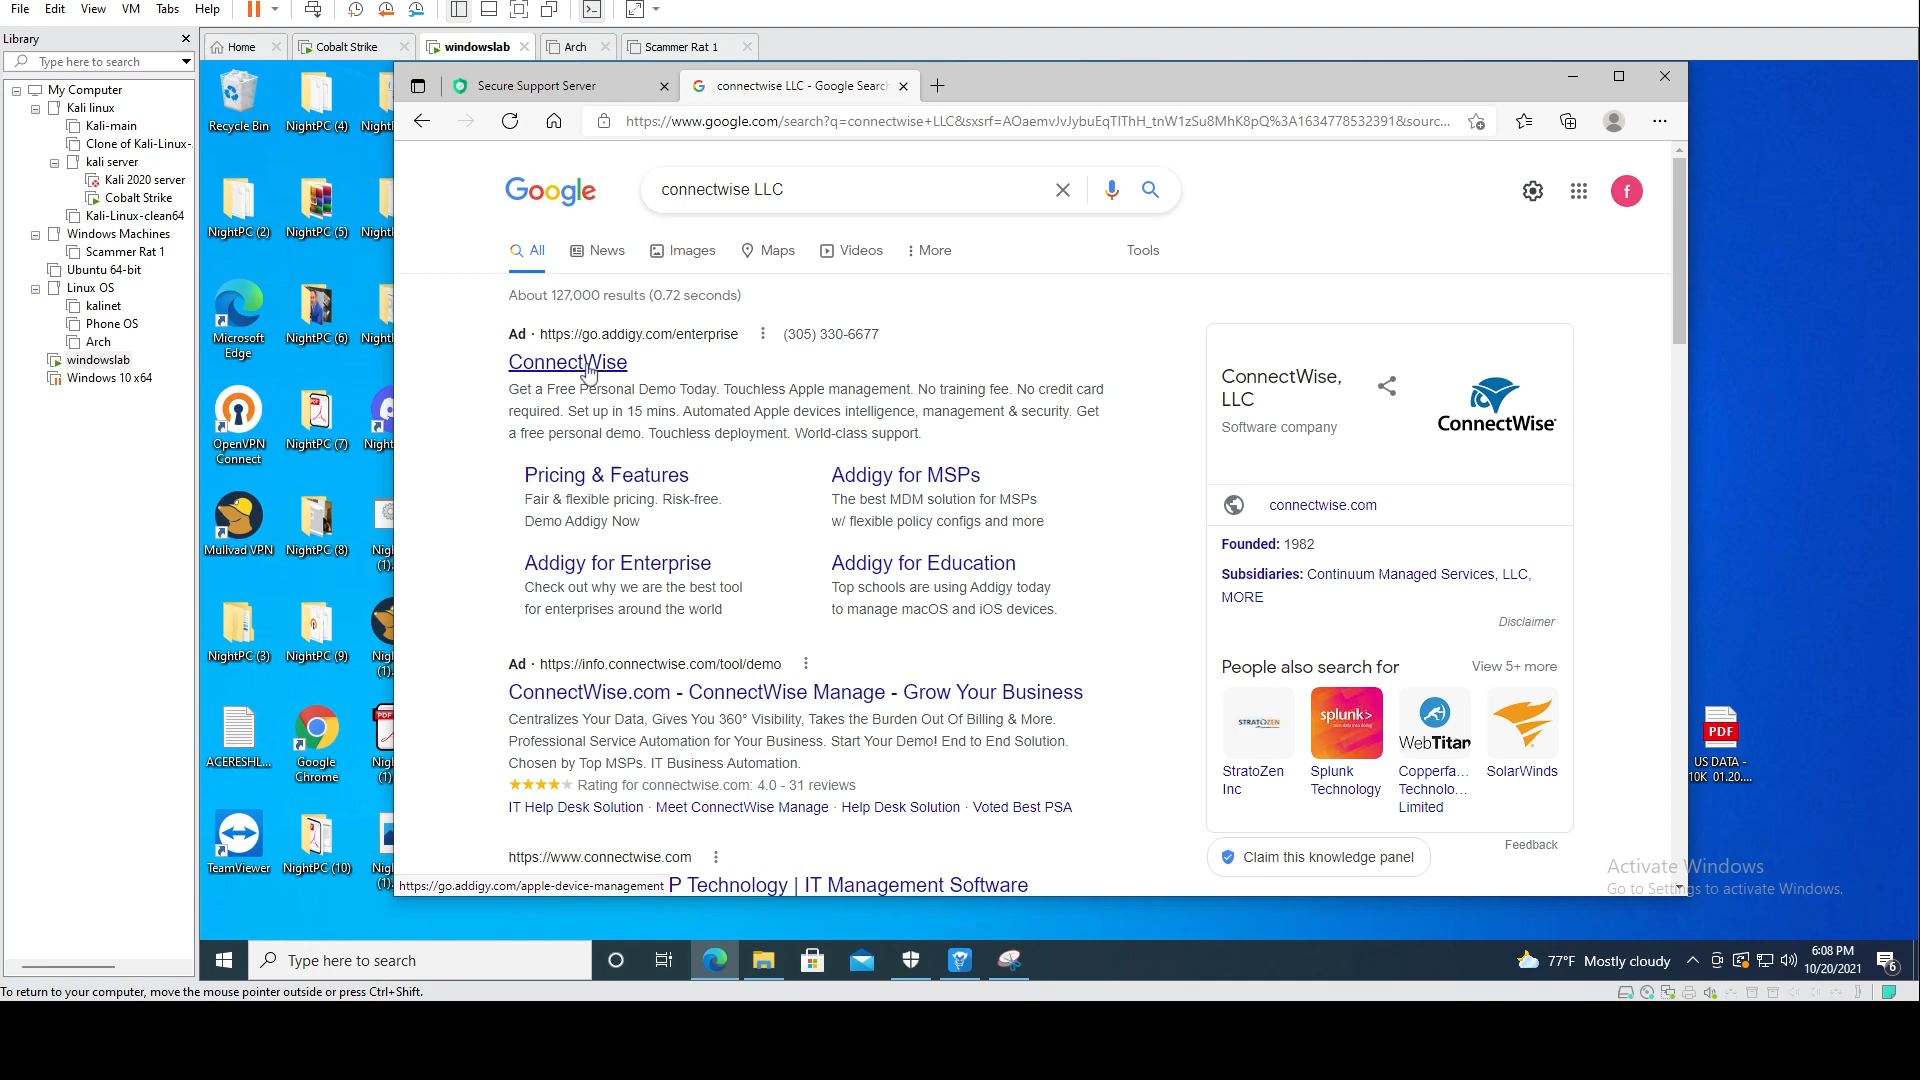 File Edit View VM Tabs Help
Library
Type here to search
My Computer
Kali linux
Kali-main
Clone of Kali-Linux-
kali server
Kali 2020 server
Cobalt Strike
Kali-Linux-clean64
Windows Machines
Scammer Rat 1
Ubuntu 64-bit
Linux OS
kalinet
Phone OS
Arch
windowslab
Windows 10 x64
Home
Cobalt Strike
windowslab
Arch
Scammer Rat 1
Recycle Bin
NightPC (4)
NightPC (2)
NightPC (5)
Microsoft Edge
NightPC (6)
OpenVPN Connect
NightPC (7)
Mullvad VPN
NightPC (8)
NightPC (3)
NightPC (9)
ACERESHL...
Google Chrome
TeamViewer
NightPC (10)
Secure Support Server
connectwise LLC - Google Search
https://www.google.com/search?q=connectwise+LLC&sxsrf=AOaemvJvJybuEqTIThH_tnW1zSu8MhK8pQ%3A1634778532391&sourc...
Google
connectwise LLC
f
All News Images Maps Videos More Tools
About 127,000 results (0.72 seconds)
Ad · https://go.addigy.com/enterprise (305) 330-6677
ConnectWise
Get a Free Personal Demo Today. Touchless Apple management. No training fee. No credit card
required. Set up in 15 mins. Automated Apple devices intelligence, management & security. Get
a free personal demo. Touchless deployment. World-class support.
Pricing & Features
Fair & flexible pricing. Risk-free.
Demo Addigy Now
Addigy for MSPs
The best MDM solution for MSPs
w/ flexible policy configs and more
Addigy for Enterprise
Check out why we are the best tool
for enterprises around the world
Addigy for Education
Top schools are using Addigy today
to manage macOS and iOS devices.
Ad · https://info.connectwise.com/tool/demo
ConnectWise.com - ConnectWise Manage - Grow Your Business
Centralizes Your Data, Gives You 360° Visibility, Takes the Burden Out Of Billing & More.
Professional Service Automation for Your Business. Start Your Demo! End to End Solution.
Chosen by Top MSPs. IT Business Automation.
Rating for connectwise.com: 4.0 - 31 reviews
IT Help Desk Solution · Meet ConnectWise Manage · Help Desk Solution · Voted Best PSA
https://www.connectwise.com
P Technology | IT Management Software
https://go.addigy.com/apple-device-management
ConnectWise, LLC
Software company
ConnectWise
connectwise.com
Founded: 1982
Subsidiaries: Continuum Managed Services, LLC,
MORE
Disclaimer
People also search for
View 5+ more
STRATOZEN
splunk>
WebTitan
StratoZen Inc
Splunk Technology
Copperfa... Technolo... Limited
SolarWinds
Feedback
Claim this knowledge panel
PDF
US DATA - 10K 01.20....
Activate Windows
Go to Settings to activate Windows.
Type here to search
77°F Mostly cloudy
6:08 PM
10/20/2021
6
To return to your computer, move the mouse pointer outside or press Ctrl+Shift.